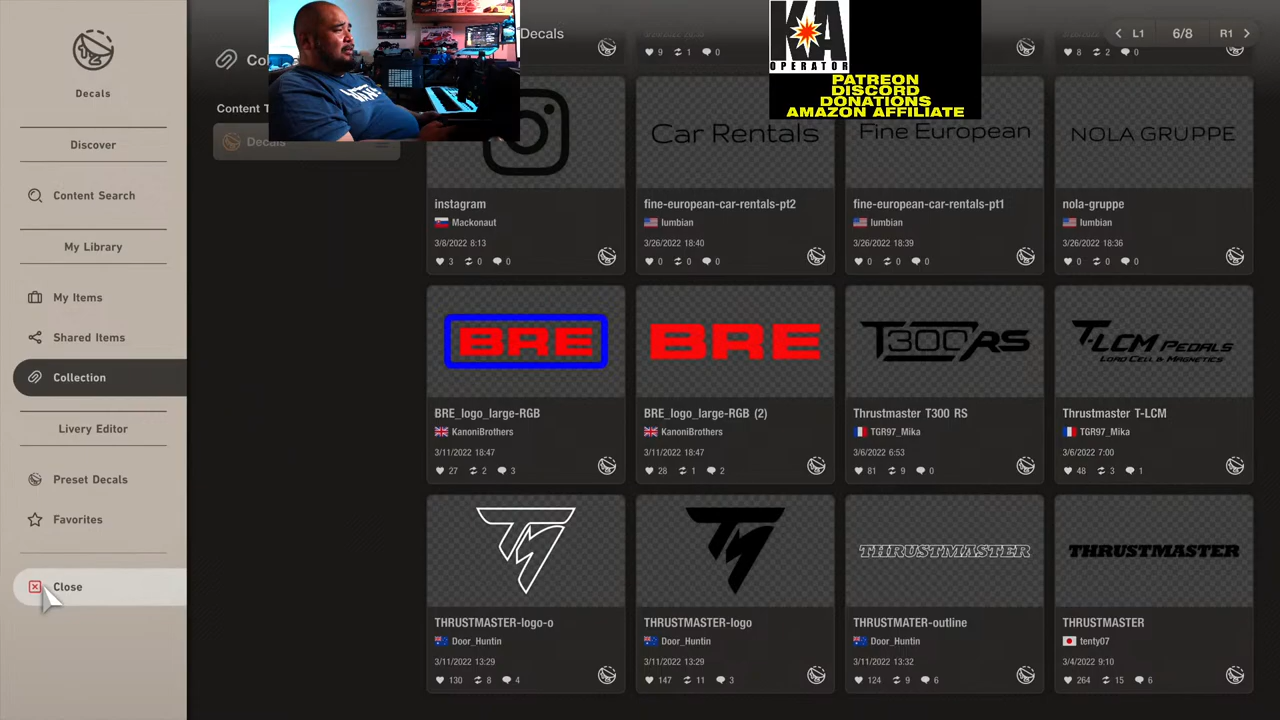 Decals
Discover
Content Search
My Library
My Items
Shared Items
Collection
Livery Editor
Preset Decals
Favorites
Close
Co
Decals
Content T
Decals
KA
OPERATOR
PATREON
DISCORD
DONATIONS
AMAZON AFFILIATE
L1
6/8
R1
9 1 0
8 2 0
Car Rentals
Fine European
NOLA GRUPPE
instagram
Mackonaut
3/8/2022 8:13
3 0 0
fine-european-car-rentals-pt2
lumbian
3/26/2022 18:40
0 0 0
fine-european-car-rentals-pt1
lumbian
3/26/2022 18:39
0 0 0
nola-gruppe
lumbian
3/26/2022 18:36
0 0 0
BRE
BRE_logo_large-RGB
KanoniBrothers
3/11/2022 18:47
27 2 3
BRE
BRE_logo_large-RGB (2)
KanoniBrothers
3/11/2022 18:47
28 1 2
T300RS
Thrustmaster T300 RS
TGR97_Mika
3/6/2022 6:53
81 9 0
T-LCM PEDALS
LOAD CELL & MAGNETICS
Thrustmaster T-LCM
TGR97_Mika
3/6/2022 7:00
48 3 1
THRUSTMASTER-logo-o
Door_Huntin
3/11/2022 13:29
130 8 4
THRUSTMASTER-logo
Door_Huntin
3/11/2022 13:29
147 11 3
THRUSTMASTER
THRUSTMATER-outline
Door_Huntin
3/11/2022 13:32
124 9 6
THRUSTMASTER
THRUSTMASTER
tenty07
3/4/2022 9:10
264 15 6